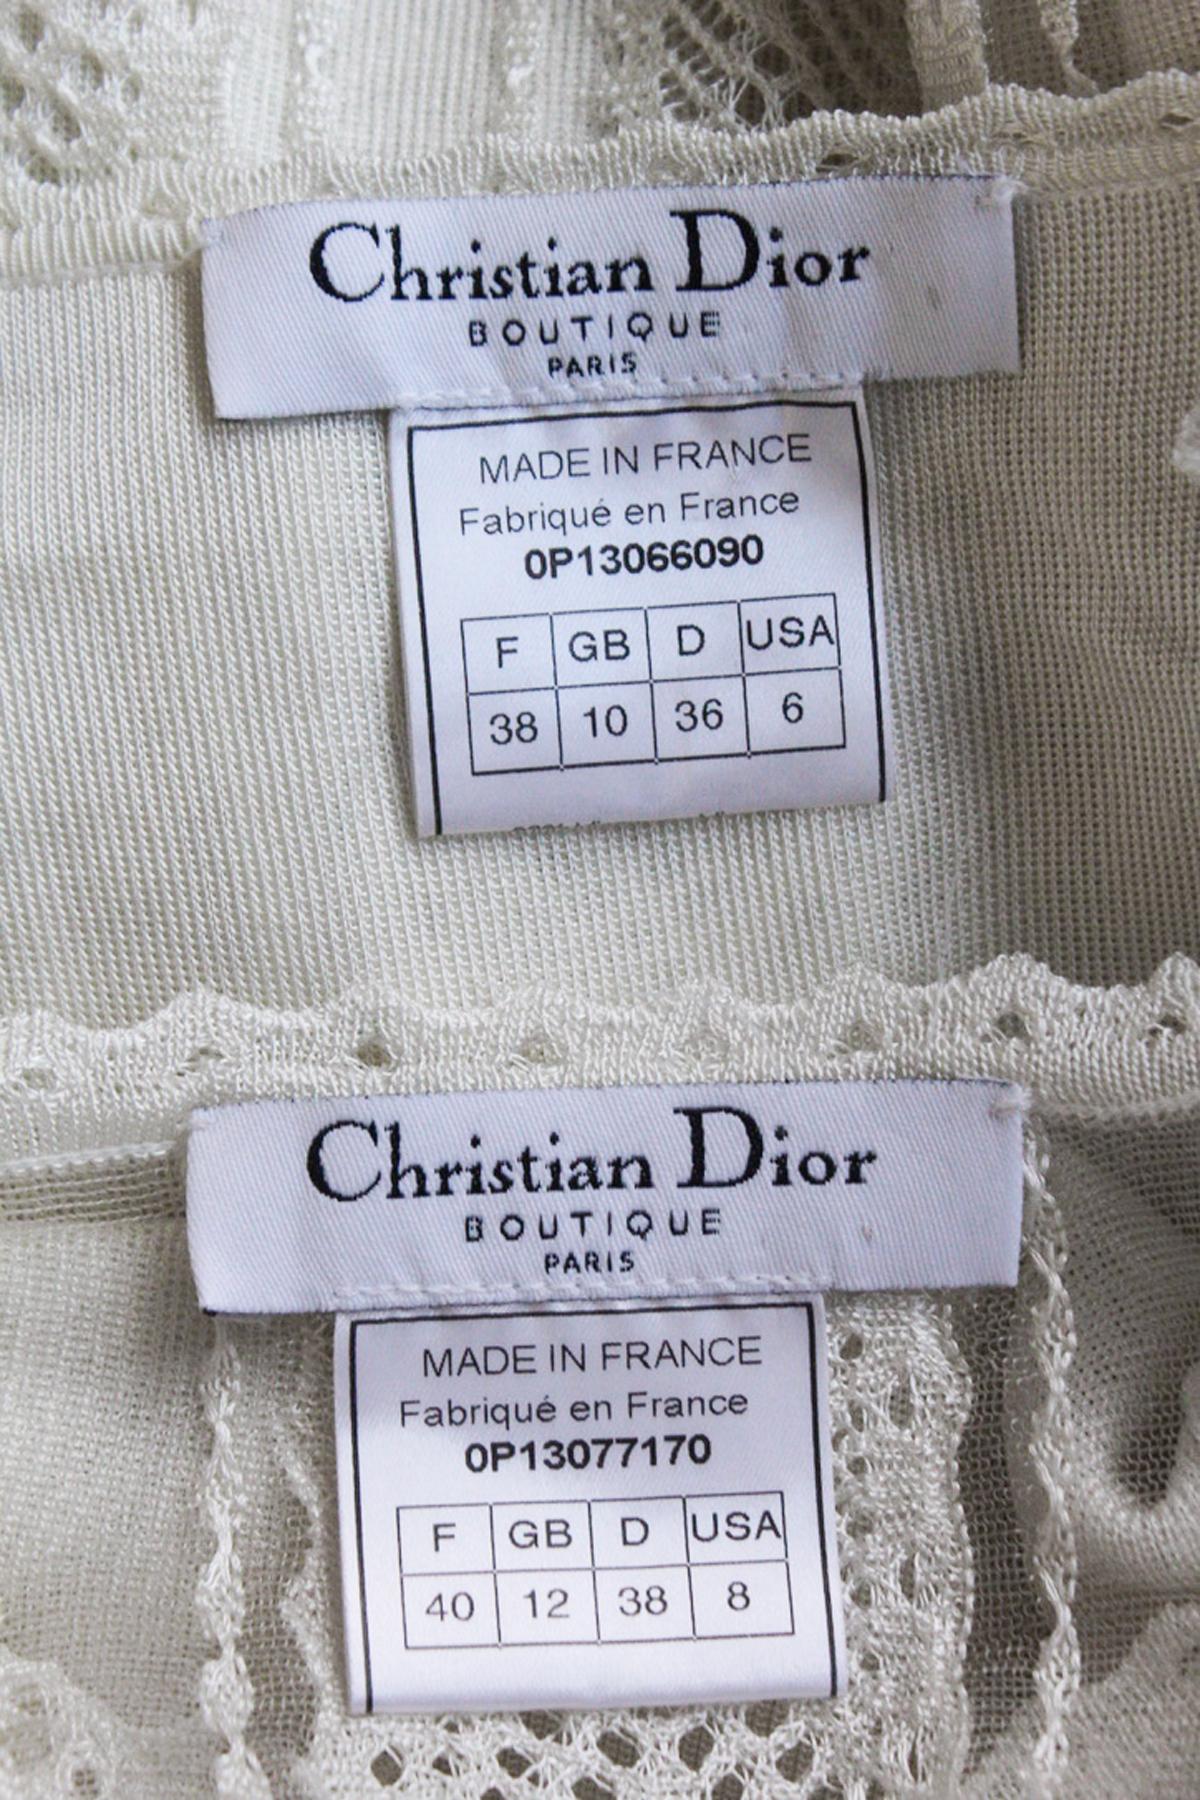 Christian Dior
BOUTIQUE
PARIS
MADE IN FRANCE
Fabriqué en France
0P13066090
F GB D USA
38 10 36 6
Christian Dior
BOUTIQUE
PARIS
MADE IN FRANCE
Fabriqué en France
0P13077170
F GB D USA
40 12 38 8